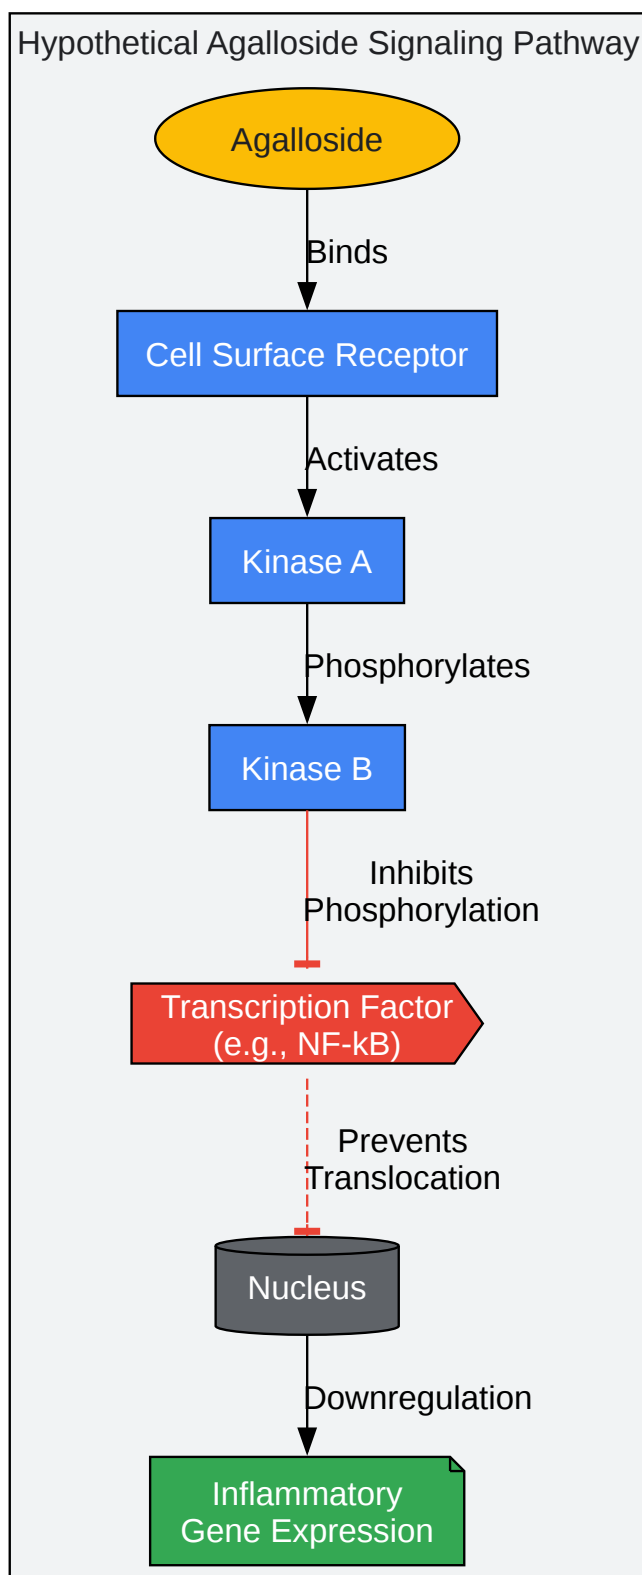 Hypothetical Agalloside Signaling Pathway
Agalloside
Binds
Cell Surface Receptor
Activates
Kinase A
Phosphorylates
Kinase B
Inhibits
Phosphorylation
Transcription Factor
(e.g., NF-kB)
Prevents
Translocation
Nucleus
Downregulation
Inflammatory
Gene Expression